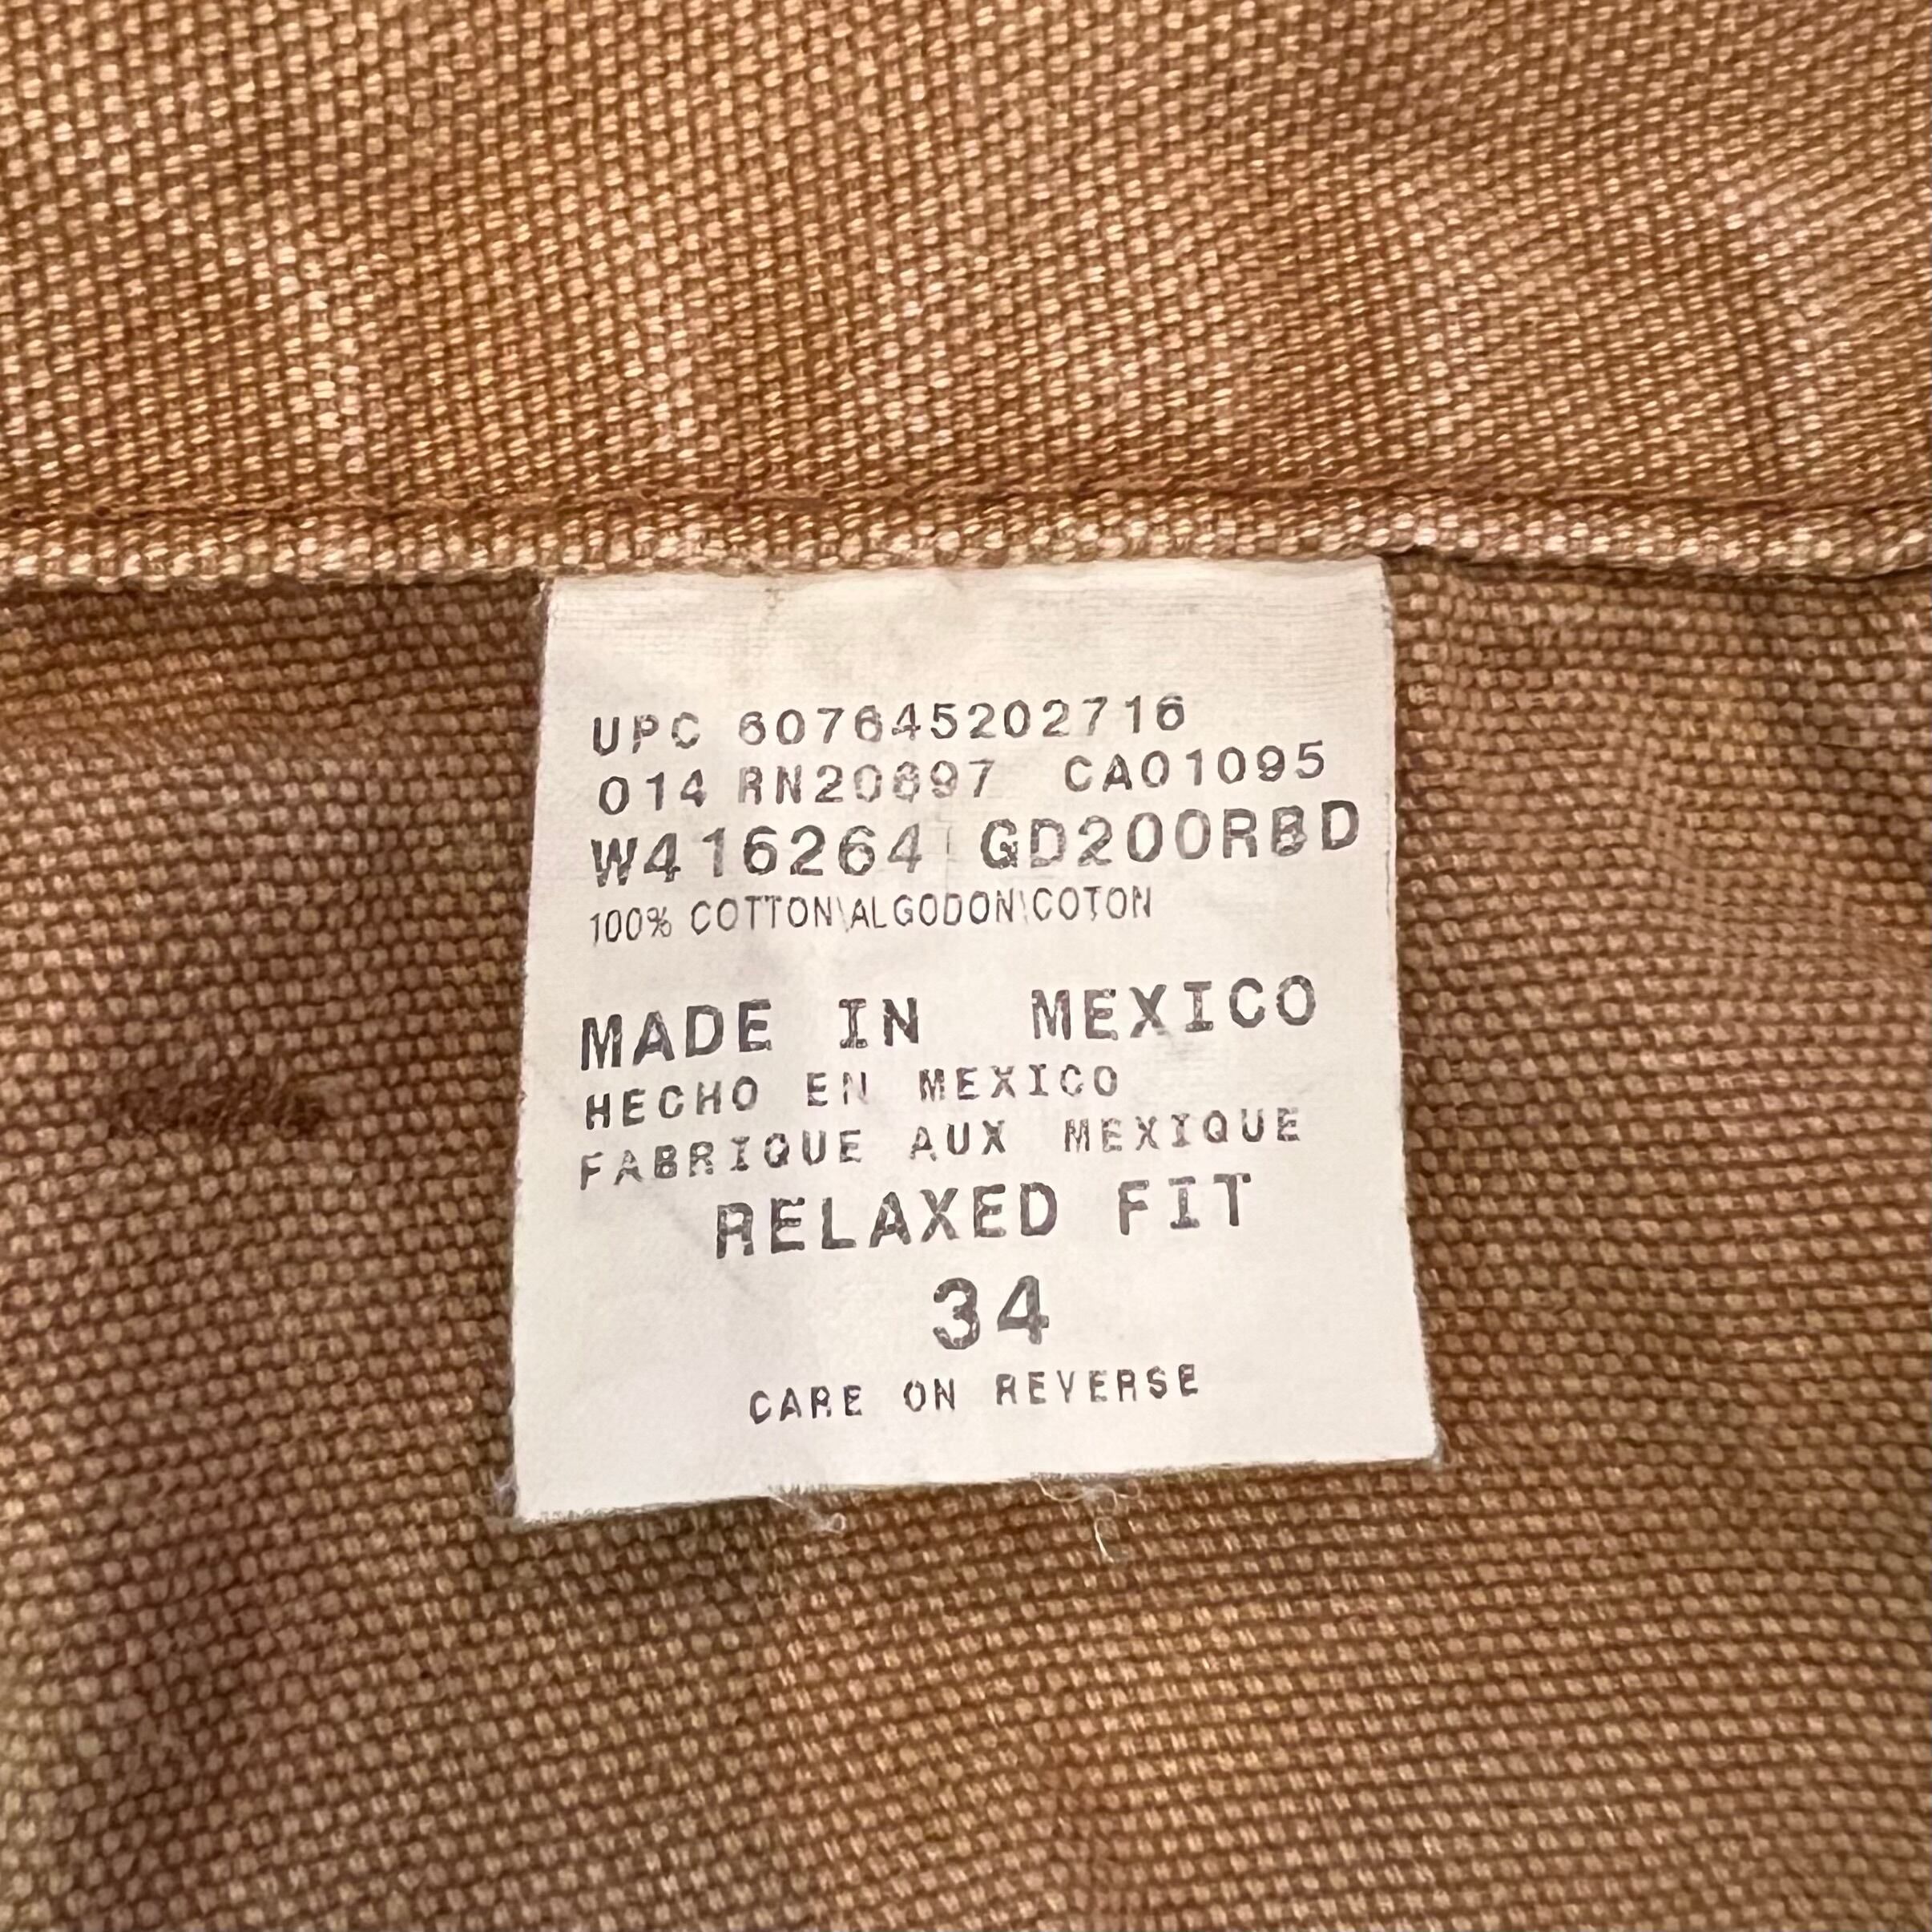 UPC 607645202716
014 RN20697 CA01095
W416264 GD200RBD
100% COTTON\ALGODON\COTON
MADE IN MEXICO
HECHO EN MEXICO
FABRIQUE AUX MEXIQUE
RELAXED FIT
34
CARE ON REVERSE